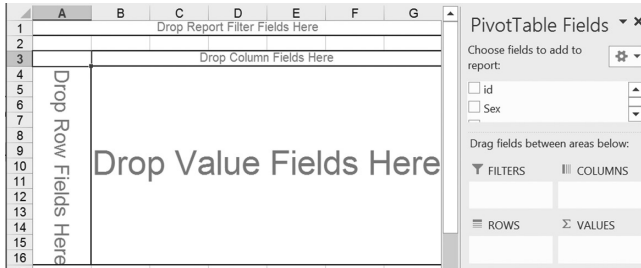 A B C D E F G
1 Drop Report Filter Fields Here
2
3 Drop Column Fields Here
4
5
6
7
8
9
10
11
12
13
14
15
16
Drop Row Fields Here
Drop Value Fields Here
PivotTable Fields
Choose fields to add to
report:
id
Sex
Drag fields between areas below:
FILTERS
COLUMNS
ROWS
Σ VALUES